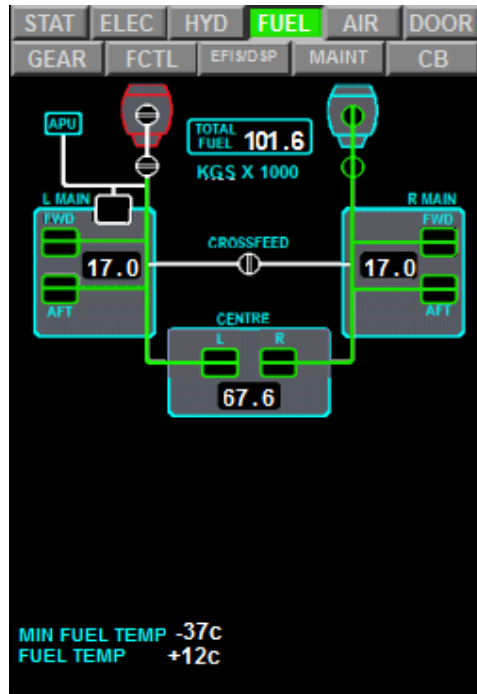 STAT ELEC HYD FUEL AIR DOOR
GEAR FCTL EFIS/DSP MAINT CB
APU
TOTAL
FUEL 101.6
KGS X 1000
L MAIN
R MAIN
FWD
FWD
CROSSFEED
17.0
17.0
AFT
AFT
CENTRE
L R
67.6
MIN FUEL TEMP -37c
FUEL TEMP +12c